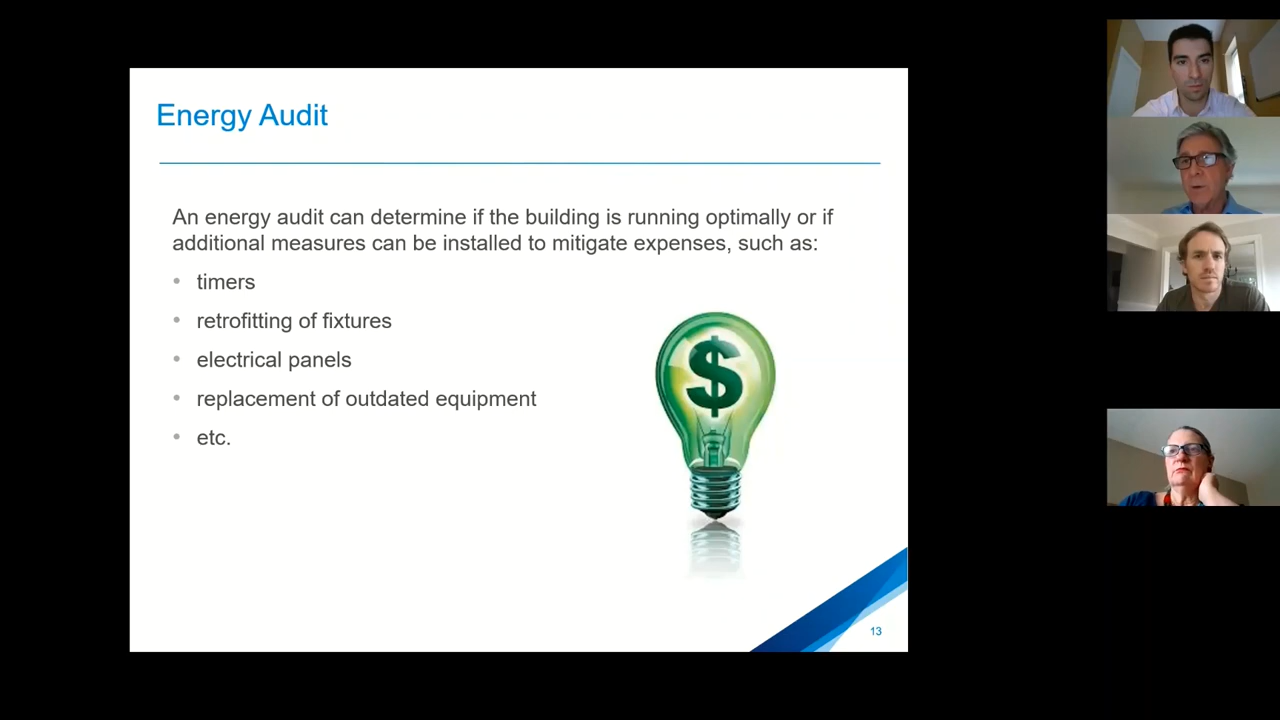 Energy Audit
An energy audit can determine if the building is running optimally or if
additional measures can be installed to mitigate expenses, such as:
• timers
• retrofitting of fixtures
• electrical panels
• replacement of outdated equipment
• etc.
$
13